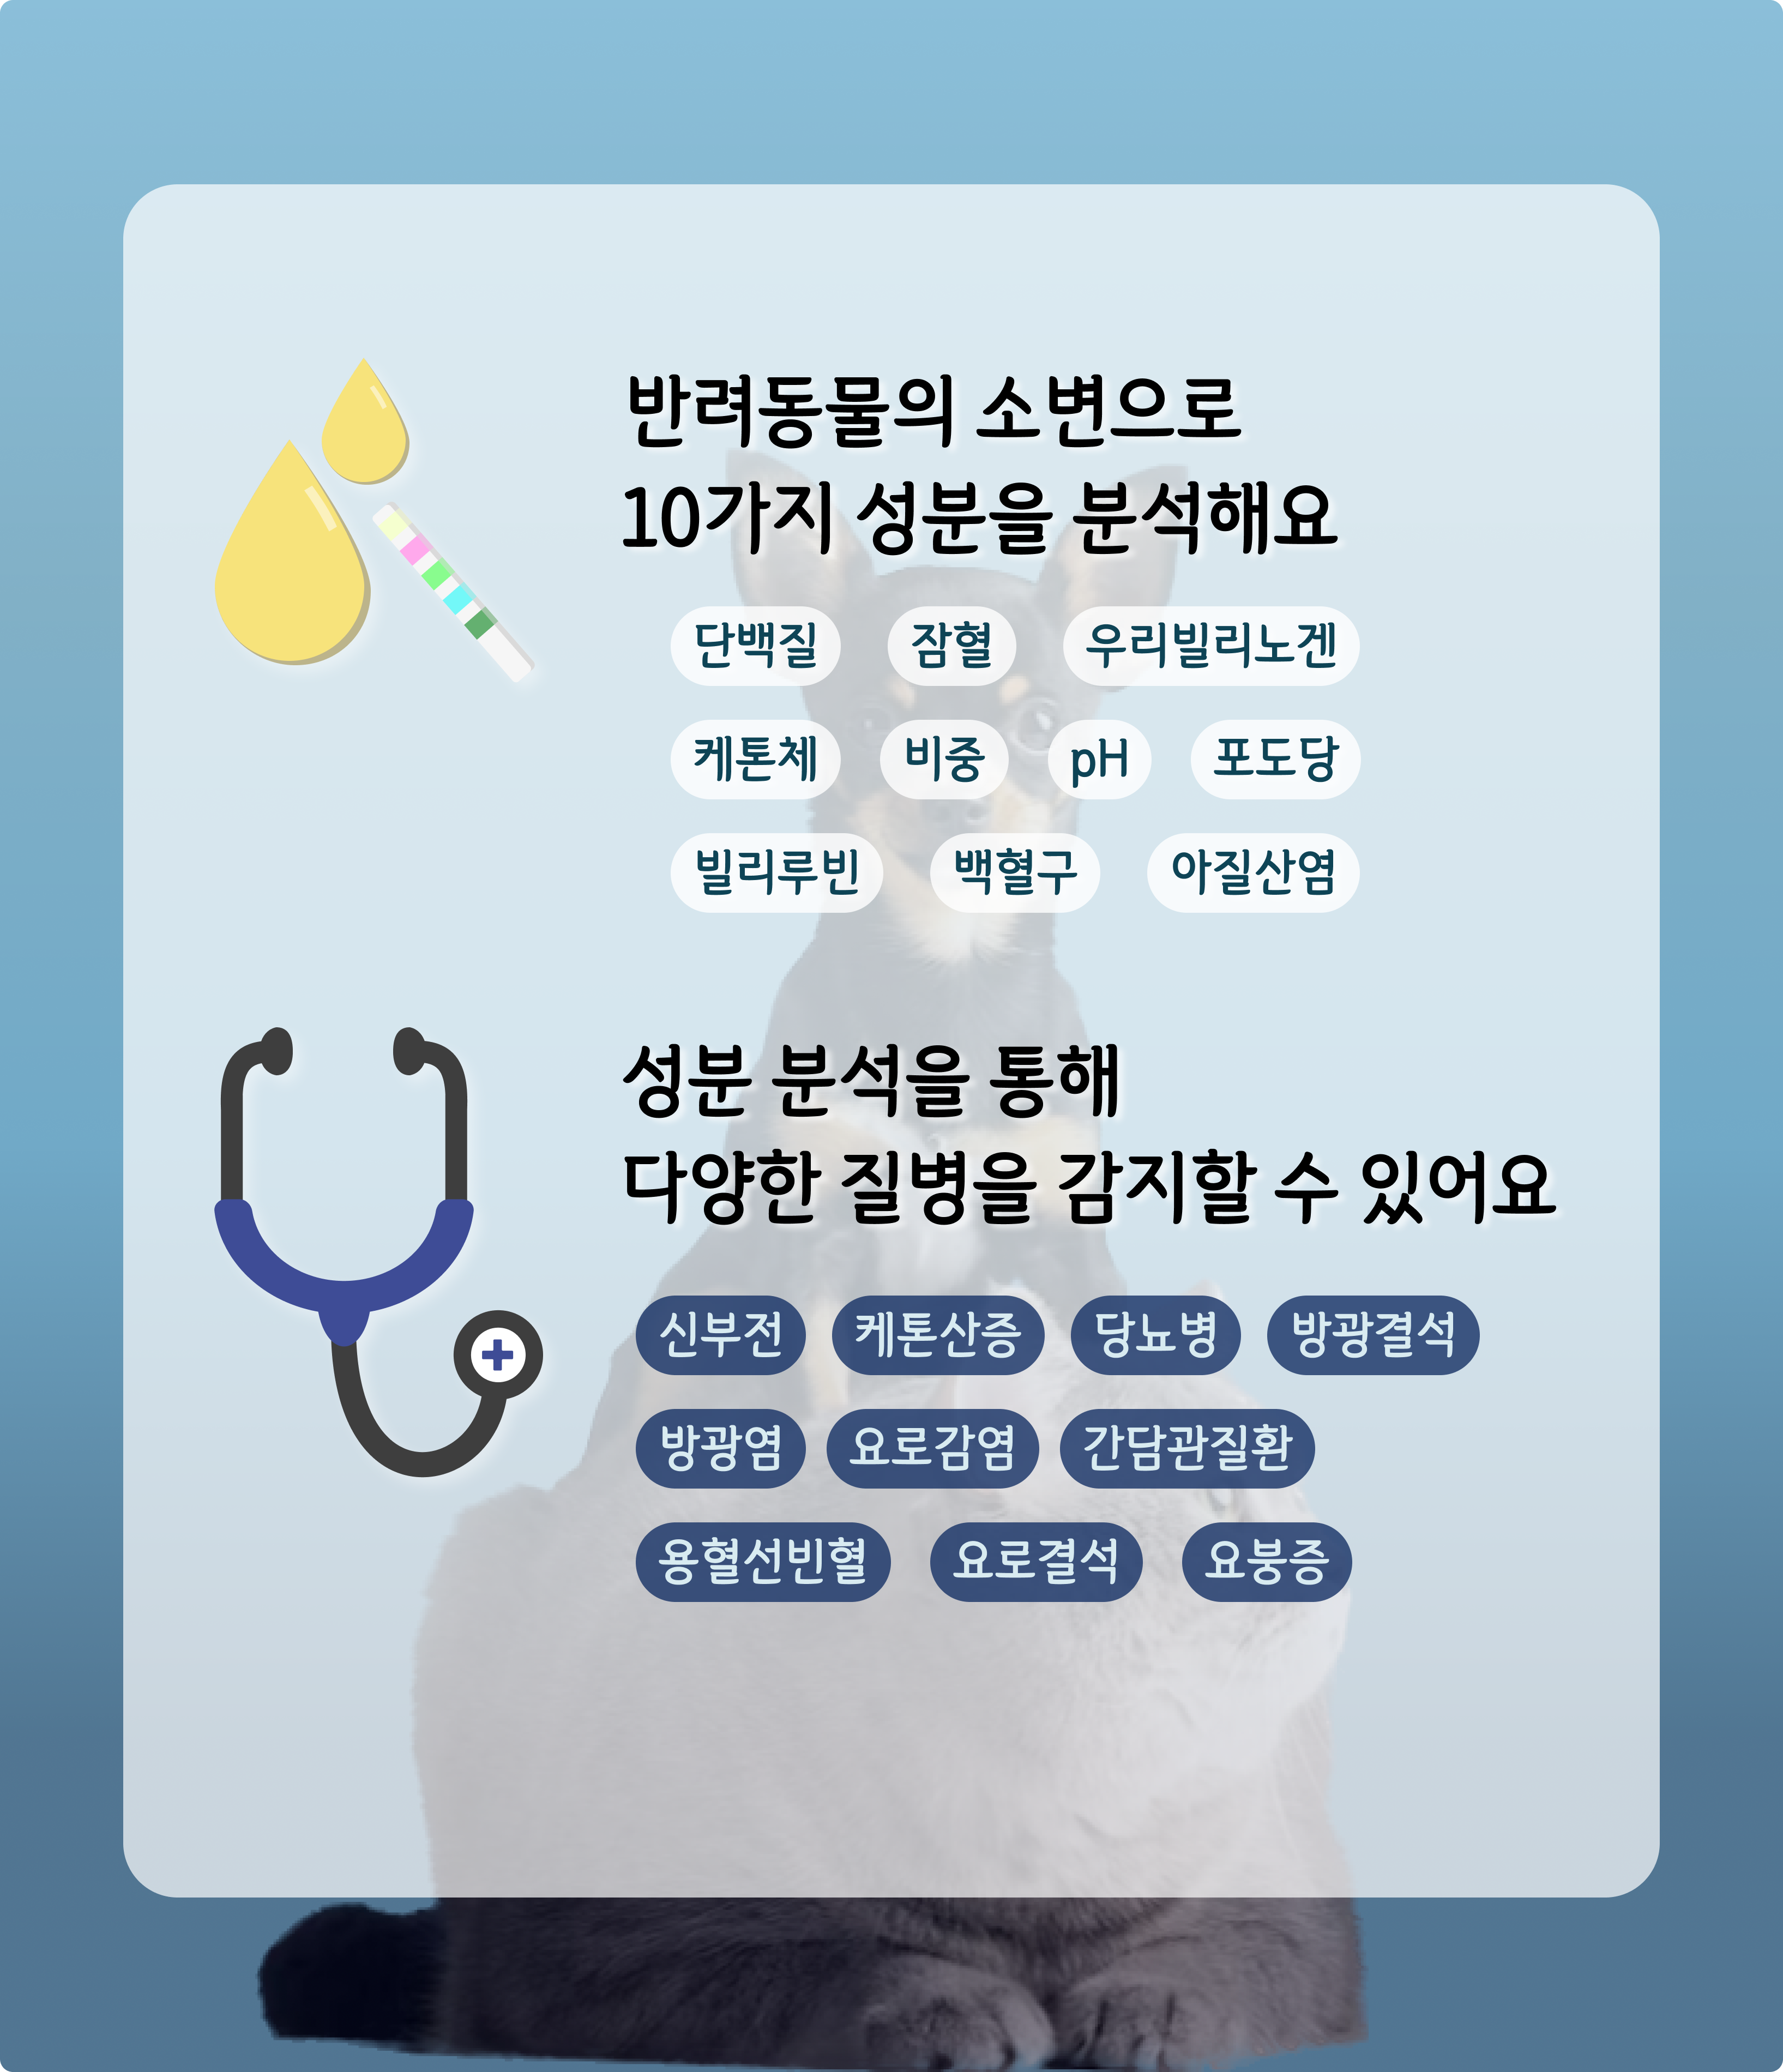 반려동물의 소변으로
10가지 성분을 분석해요
단백질 잠혈 우리빌리노겐
케톤체 비중 pH 포도당
빌리루빈 백혈구 아질산염
성분 분석을 통해
다양한 질병을 감지할 수 있어요
신부전 케톤산증 당뇨병 방광결석
방광염 요로감염 간담관질환
용혈선빈혈 요로결석 요붕증